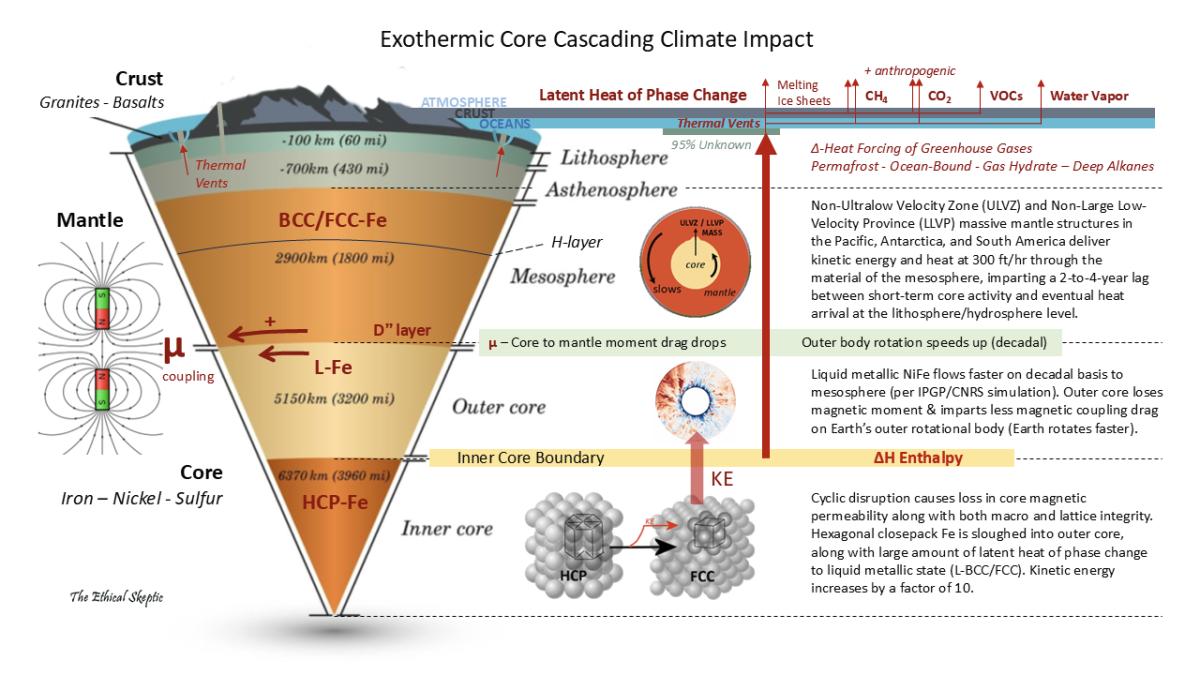 Exothermic Core Cascading Climate Impact
Crust
Granites - Basalts
ATMOSPHERE
CRUST
OCEANS
Thermal
Vents
-100 km (60 mi)
-700km (430 mi)
Lithosphere
Asthenosphere
Mantle
BCC/FCC-Fe
H-layer
2900km (1800 mi)
Mesosphere
S
N
N
S
+
D" layer
μ
coupling
L-Fe
5150km (3200 mi)
Outer core
Core
Iron – Nickel - Sulfur
6370km (3960 mi)
HCP-Fe
Inner core
The Ethical Skeptic
Latent Heat of Phase Change
Melting
Ice Sheets
+ anthropogenic
CH₄
CO₂
VOCs
Water Vapor
Thermal Vents
95% Unknown
Δ-Heat Forcing of Greenhouse Gases
Permafrost - Ocean-Bound - Gas Hydrate – Deep Alkanes
ULVZ / LLVP
MASS
core
slows
mantle
Non-Ultralow Velocity Zone (ULVZ) and Non-Large Low-
Velocity Province (LLVP) massive mantle structures in
the Pacific, Antarctica, and South America deliver
kinetic energy and heat at 300 ft/hr through the
material of the mesosphere, imparting a 2-to-4-year lag
between short-term core activity and eventual heat
arrival at the lithosphere/hydrosphere level.
μ – Core to mantle moment drag drops
Outer body rotation speeds up (decadal)
Liquid metallic NiFe flows faster on decadal basis to
mesosphere (per IPGP/CNRS simulation). Outer core loses
magnetic moment & imparts less magnetic coupling drag
on Earth's outer rotational body (Earth rotates faster).
Inner Core Boundary
ΔH Enthalpy
KE
KE
HCP
FCC
Cyclic disruption causes loss in core magnetic
permeability along with both macro and lattice integrity.
Hexagonal closepack Fe is sloughed into outer core,
along with large amount of latent heat of phase change
to liquid metallic state (L-BCC/FCC). Kinetic energy
increases by a factor of 10.